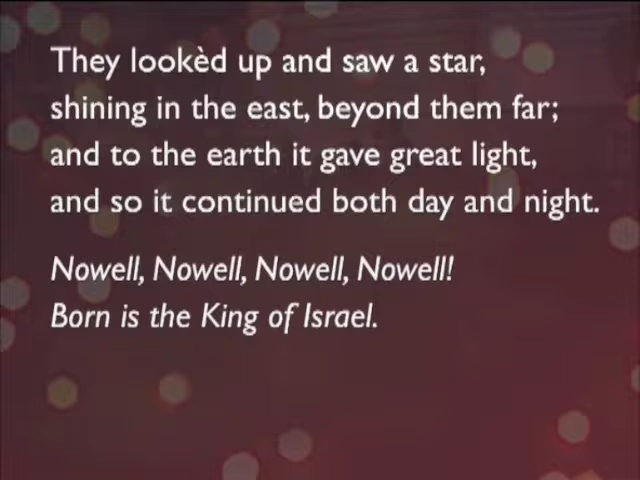 They lookèd up and saw a star,
shining in the east, beyond them far;
and to the earth it gave great light,
and so it continued both day and night.
Nowell, Nowell, Nowell, Nowell!
Born is the King of Israel.